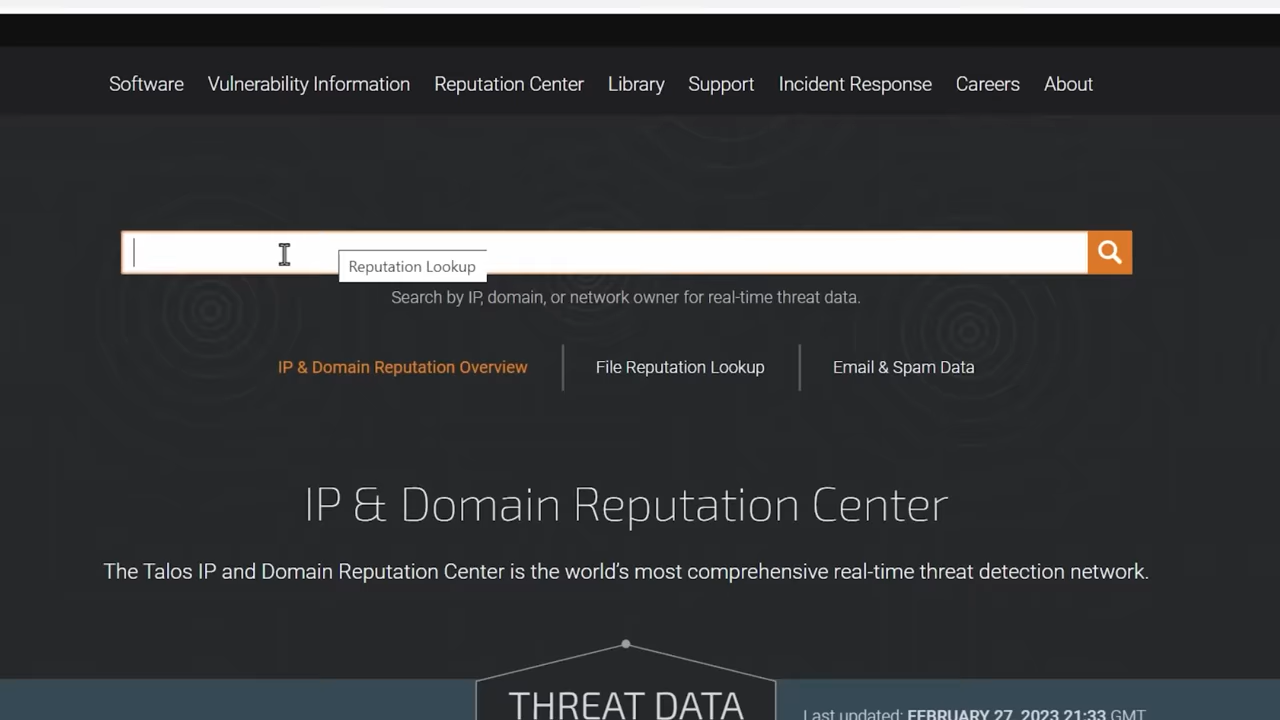 Software Vulnerability Information Reputation Center Library Support Incident Response Careers About
Reputation Lookup
Search by IP, domain, or network owner for real-time threat data.
IP & Domain Reputation Overview File Reputation Lookup Email & Spam Data
IP & Domain Reputation Center
The Talos IP and Domain Reputation Center is the world's most comprehensive real-time threat detection network.
THREAT DATA
Last updated: FEBRUARY 27, 2023 21:33 GMT